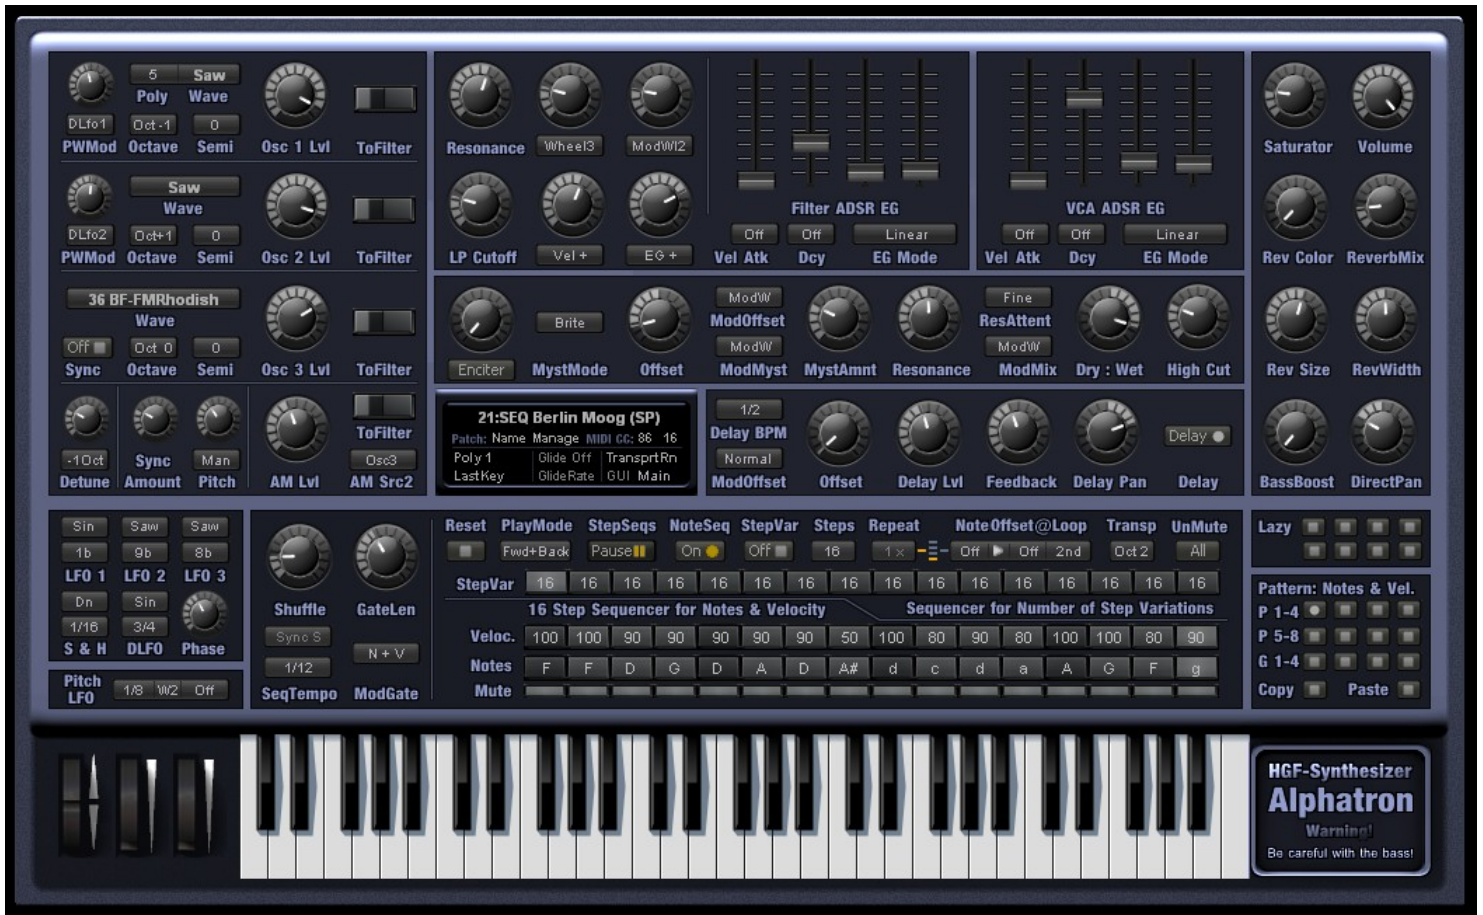 5 Saw
Poly Wave
DLfo1 Oct -1 0
PWMod Octave Semi Osc 1 Lvl ToFilter
Saw
Wave
DLfo2 Oct+1 0
PWMod Octave Semi Osc 2 Lvl ToFilter
36 BF-FMRhodish
Wave
Off Oct 0 0
Sync Octave Semi Osc 3 Lvl ToFilter
ToFilter
-1Oct Sync Man Osc3
Detune Amount Pitch AM Lvl AM Src2
Resonance Wheel3 ModWl2
LP Cutoff Vel + EG +
Filter ADSR EG
Off Off Linear
Vel Atk Dcy EG Mode
VCA ADSR EG
Off Off Linear
Vel Atk Dcy EG Mode
Saturator Volume
Rev Color ReverbMix
Rev Size RevWidth
BassBoost DirectPan
Brite
Enciter MystMode Offset
ModW
ModOffset
ModW
ModMyst MystAmnt Resonance
Fine
ResAttent
ModW
ModMix Dry : Wet High Cut
21:SEQ Berlin Moog (SP)
Patch: Name Manage MIDI CC: 86 16
Poly 1 Glide Off TransprtRn
LastKey GlideRate GUI Main
1/2
Delay BPM
Normal
ModOffset Offset Delay Lvl Feedback Delay Pan
Delay
Delay
Sin Saw Saw
1b 9b 8b
LFO 1 LFO 2 LFO 3
Dn Sin
1/16 3/4
S & H DLFO Phase
Pitch
LFO
1/8 W2 Off
Shuffle GateLen
Sync S
1/12 N + V
SeqTempo ModGate
Reset PlayMode StepSeqs NoteSeq StepVar Steps Repeat NoteOffset@Loop Transp UnMute
Fwd+Back Pause On Off 16 1 x Off Off 2nd Oct 2 All
StepVar 16 16 16 16 16 16 16 16 16 16 16 16 16 16 16 16
16 Step Sequencer for Notes & Velocity Sequencer for Number of Step Variations
Veloc. 100 100 90 90 90 90 90 50 100 80 90 80 100 100 80 90
Notes F F D G D A D A# d c d a A G F g
Mute
Lazy
Pattern: Notes & Vel.
P 1-4
P 5-8
G 1-4
Copy Paste
HGF-Synthesizer
Alphatron
Warning!
Be careful with the bass!